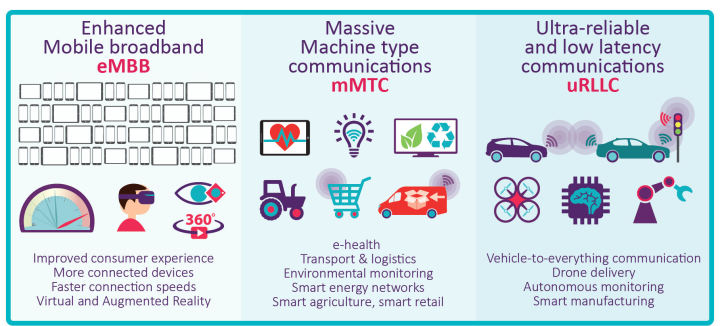 Enhanced
Mobile broadband
eMBB
360°
Improved consumer experience
More connected devices
Faster connection speeds
Virtual and Augmented Reality
Massive
Machine type
communications
mMTC
e-health
Transport & logistics
Environmental monitoring
Smart energy networks
Smart agriculture, smart retail
Ultra-reliable
and low latency
communications
uRLLC
Vehicle-to-everything communication
Drone delivery
Autonomous monitoring
Smart manufacturing